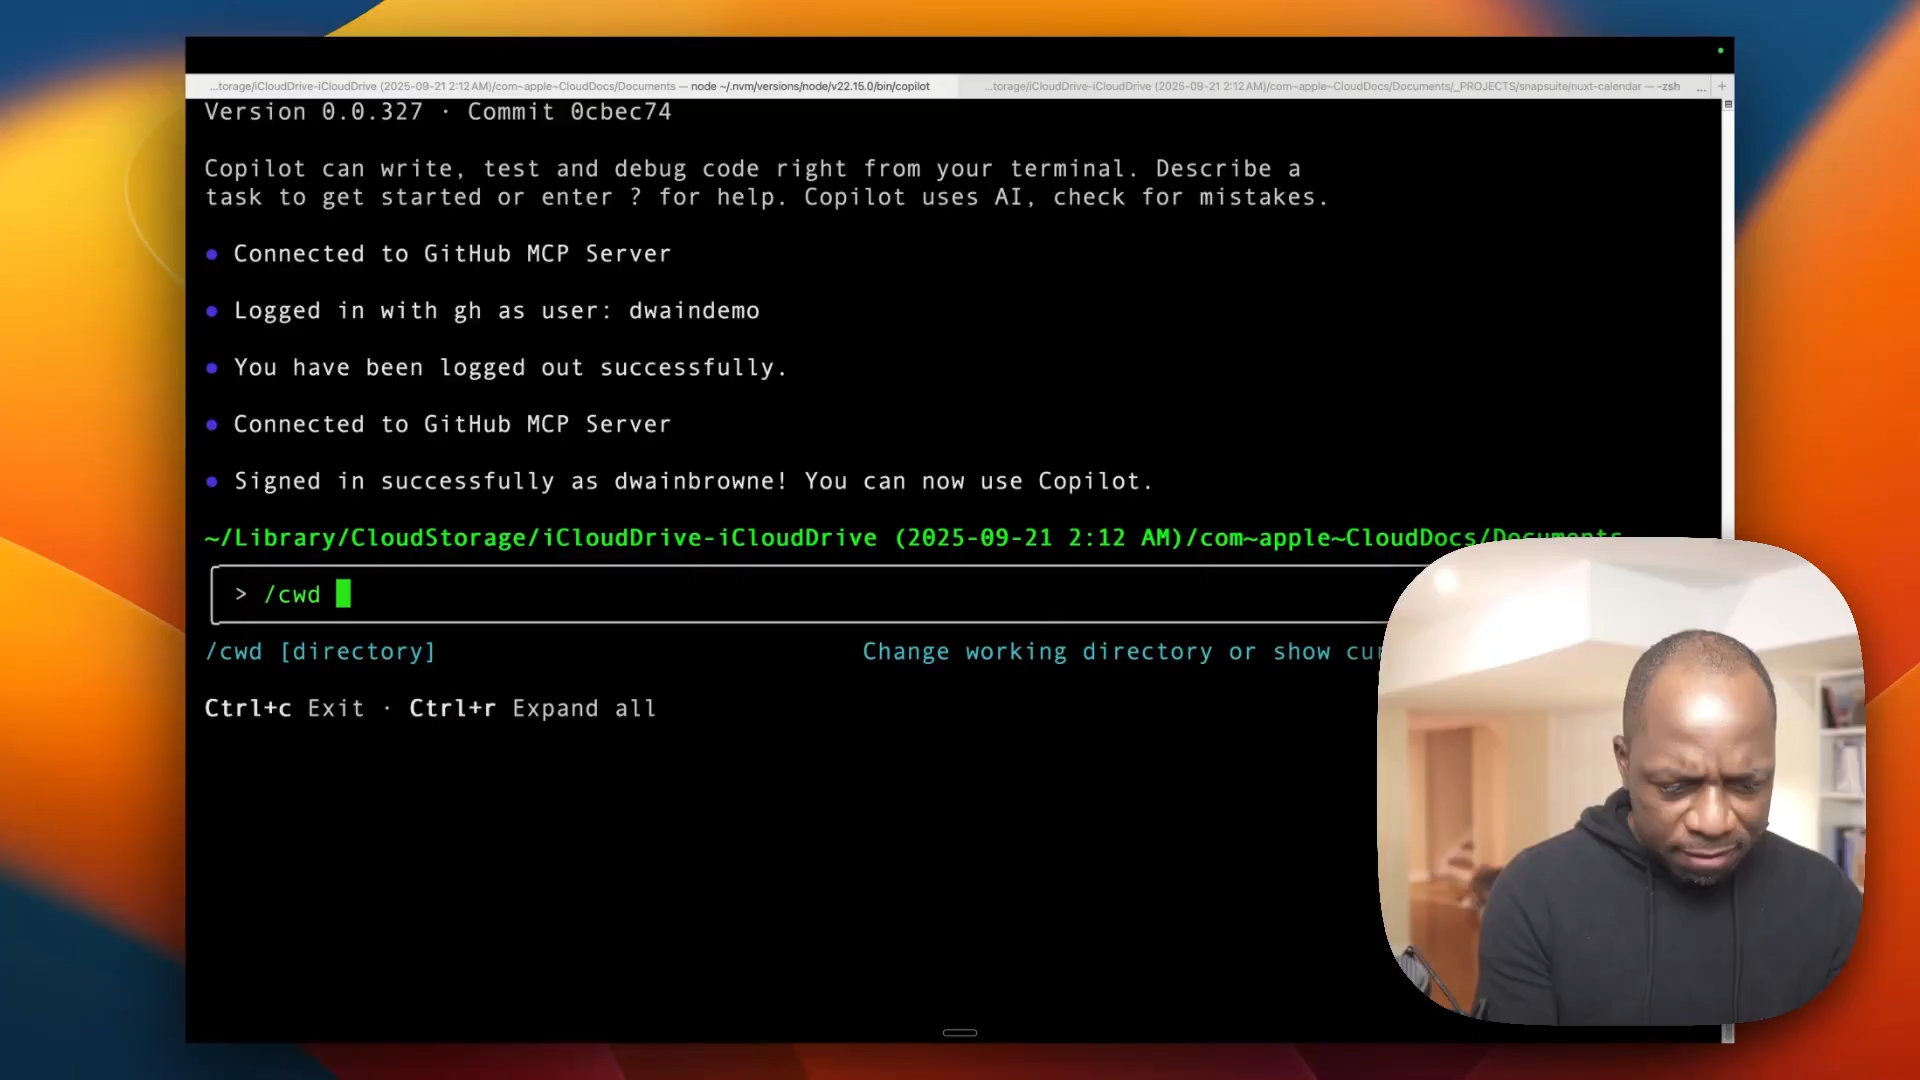 ...torage/iCloudDrive-iCloudDrive (2025-09-21 2:12 AM)/com~apple~CloudDocs/Documents — node ~/.nvm/versions/node/v22.15.0/bin/copilot
...torage/iCloudDrive-iCloudDrive (2025-09-21 2:12 AM)/com~apple~CloudDocs/Documents/_PROJECTS/snapsuite/nuxt-calendar — -zsh
... +
Version 0.0.327 · Commit 0cbec74
Copilot can write, test and debug code right from your terminal. Describe a
task to get started or enter ? for help. Copilot uses AI, check for mistakes.
● Connected to GitHub MCP Server
● Logged in with gh as user: dwaindemo
● You have been logged out successfully.
● Connected to GitHub MCP Server
● Signed in successfully as dwainbrowne! You can now use Copilot.
~/Library/CloudStorage/iCloudDrive-iCloudDrive (2025-09-21 2:12 AM)/com~apple~CloudDocs/Documents
> /cwd
/cwd [directory] Change working directory or show
Ctrl+c Exit · Ctrl+r Expand all